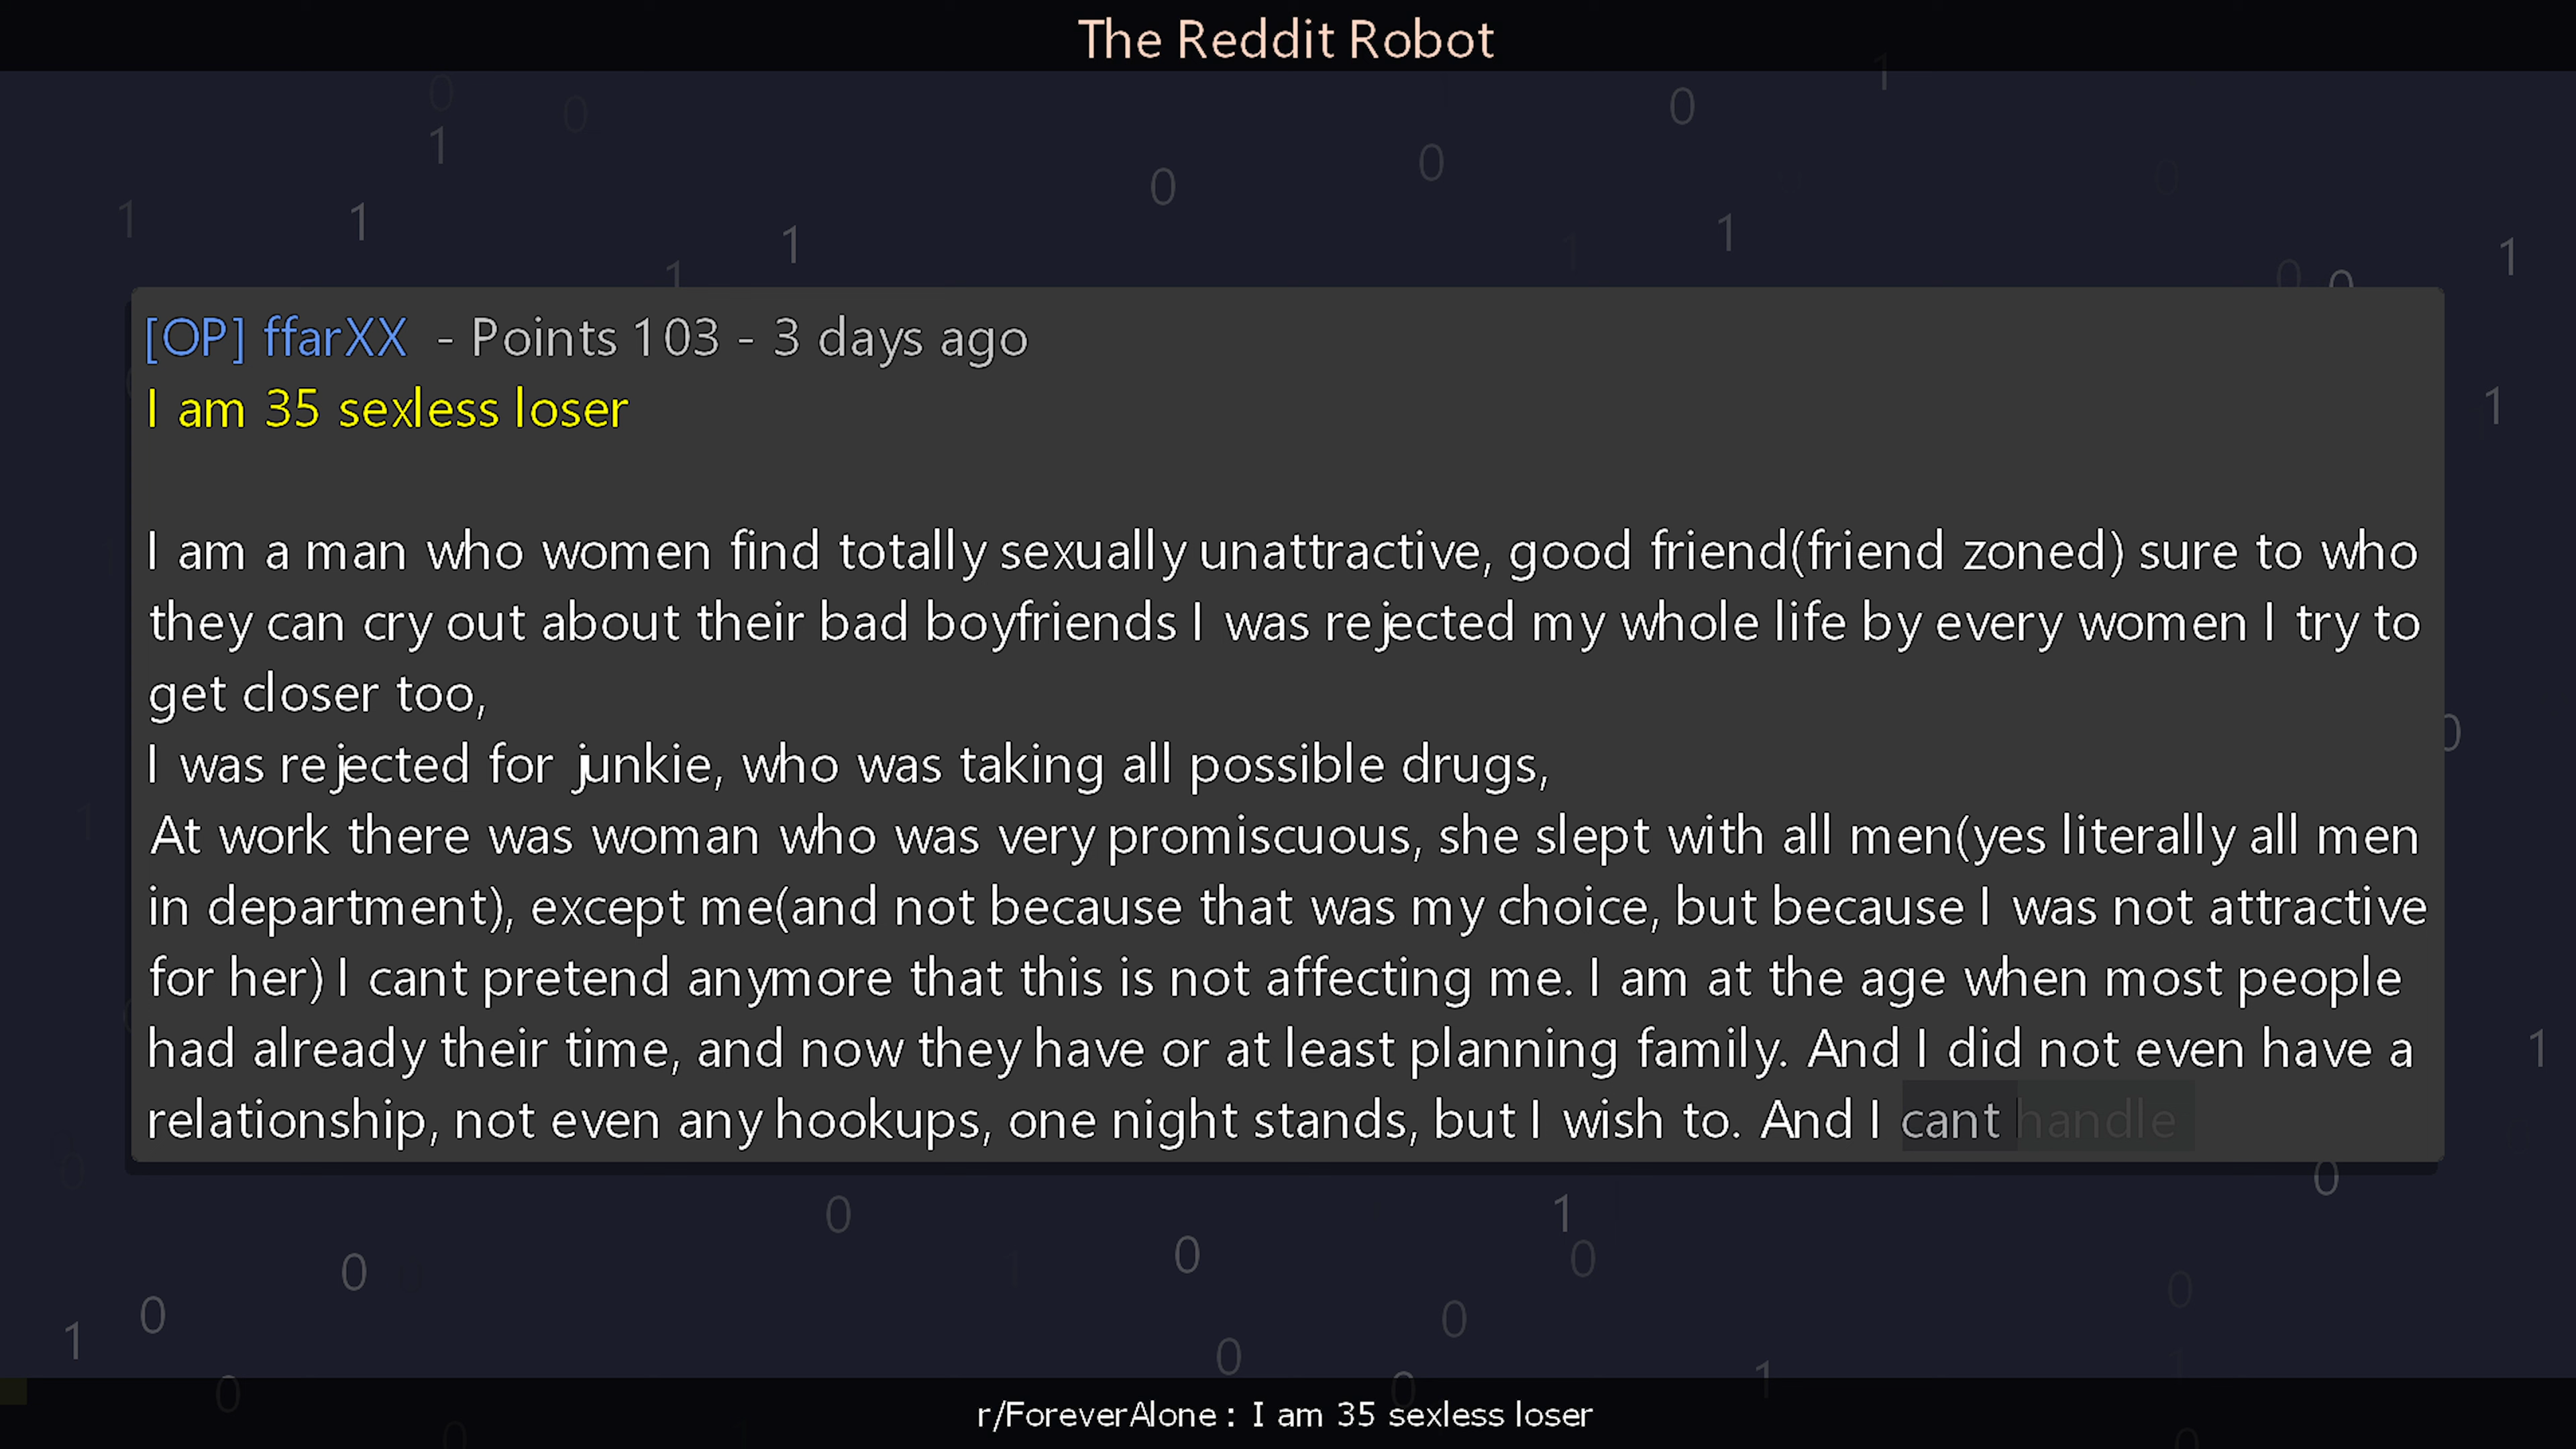 The Reddit Robot
[OP] ffarXX - Points 103 - 3 days ago
I am 35 sexless loser
I am a man who women find totally sexually unattractive, good friend(friend zoned) sure to who
they can cry out about their bad boyfriends I was rejected my whole life by every women I try to
get closer too,
I was rejected for junkie, who was taking all possible drugs,
At work there was woman who was very promiscuous, she slept with all men(yes literally all men
in department), except me(and not because that was my choice, but because I was not attractive
for her) I cant pretend anymore that this is not affecting me. I am at the age when most people
had already their time, and now they have or at least planning family. And I did not even have a
relationship, not even any hookups, one night stands, but I wish to. And I cant handle
r/ForeverAlone : I am 35 sexless loser